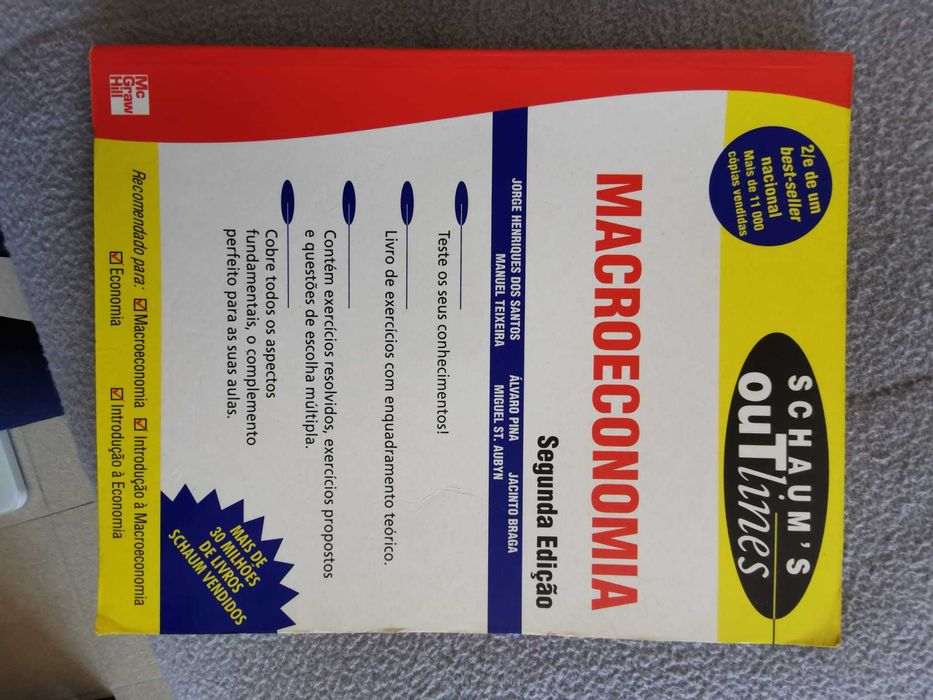 2/e de um
best-seller
nacional
Mais de 11 000
cópias vendidas
SCHAUM'S
ouTlines
MACROECONOMIA
Segunda Edição
JORGE HENRIQUES DOS SANTOS ÁLVARO PINA JACINTO BRAGA
MANUEL TEIXEIRA MIGUEL ST. AUBYN
Teste os seus conhecimentos!
Livro de exercícios com enquadramento teórico.
Contém exercícios resolvidos, exercícios propostos
e questões de escolha múltipla.
Cobre todos os aspectos
fundamentais, o complemento
perfeito para as suas aulas.
MAIS DE
30 MILHÕES
DE LIVROS
SCHAUM VENDIDOS
Recomendado para: Macroeconomia Introdução à Macroeconomia
Economia Introdução à Economia
Mc
Graw
Hill